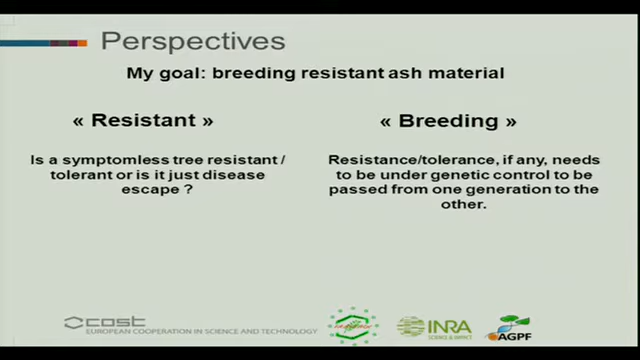 Perspectives
My goal: breeding resistant ash material
« Resistant »
Is a symptomless tree resistant /
tolerant or is it just disease
escape ?
« Breeding »
Resistance/tolerance, if any, needs
to be under genetic control to be
passed from one generation to the
other.
cost
EUROPEAN COOPERATION IN SCIENCE AND TECHNOLOGY
INRA
SCIENCE & IMPACT
AGPF